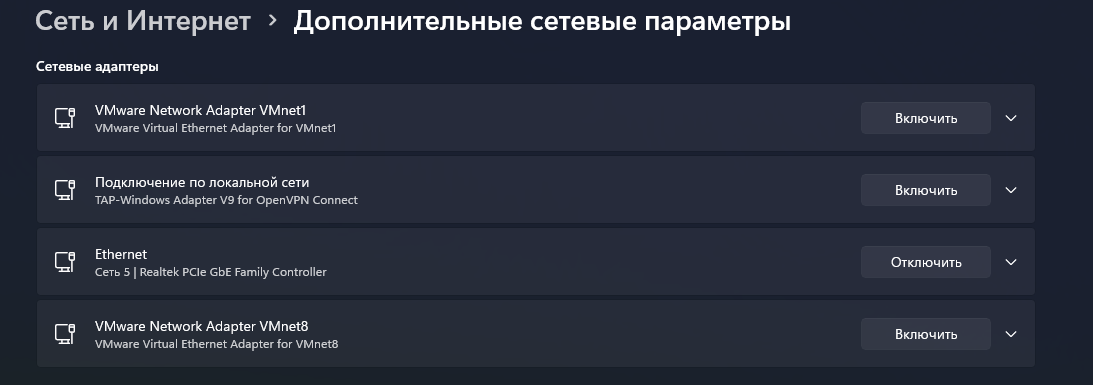 Сеть и Интернет > Дополнительные сетевые параметры
Сетевые адаптеры
VMware Network Adapter VMnet1
VMware Virtual Ethernet Adapter for VMnet1
Включить
Подключение по локальной сети
TAP-Windows Adapter V9 for OpenVPN Connect
Включить
Ethernet
Сеть 5 | Realtek PCIe GbE Family Controller
Отключить
VMware Network Adapter VMnet8
VMware Virtual Ethernet Adapter for VMnet8
Включить